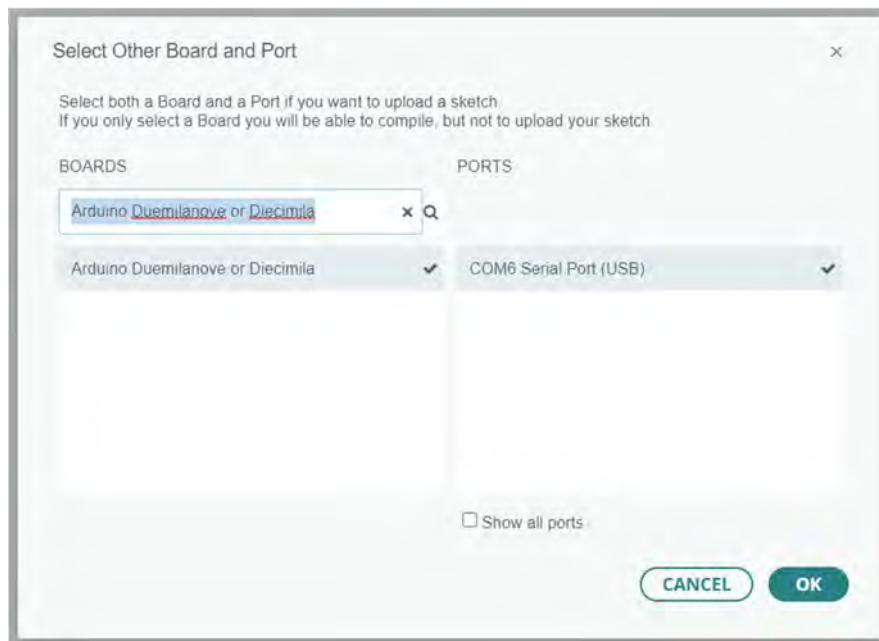 Select Other Board and Port
Select both a Board and a Port if you want to upload a sketch
If you only select a Board you will be able to compile, but not to upload your sketch
BOARDS
PORTS
Arduino Duemilanove or Diecimila
Arduino Duemilanove or Diecimila
COM6 Serial Port (USB)
Show all ports
CANCEL
OK